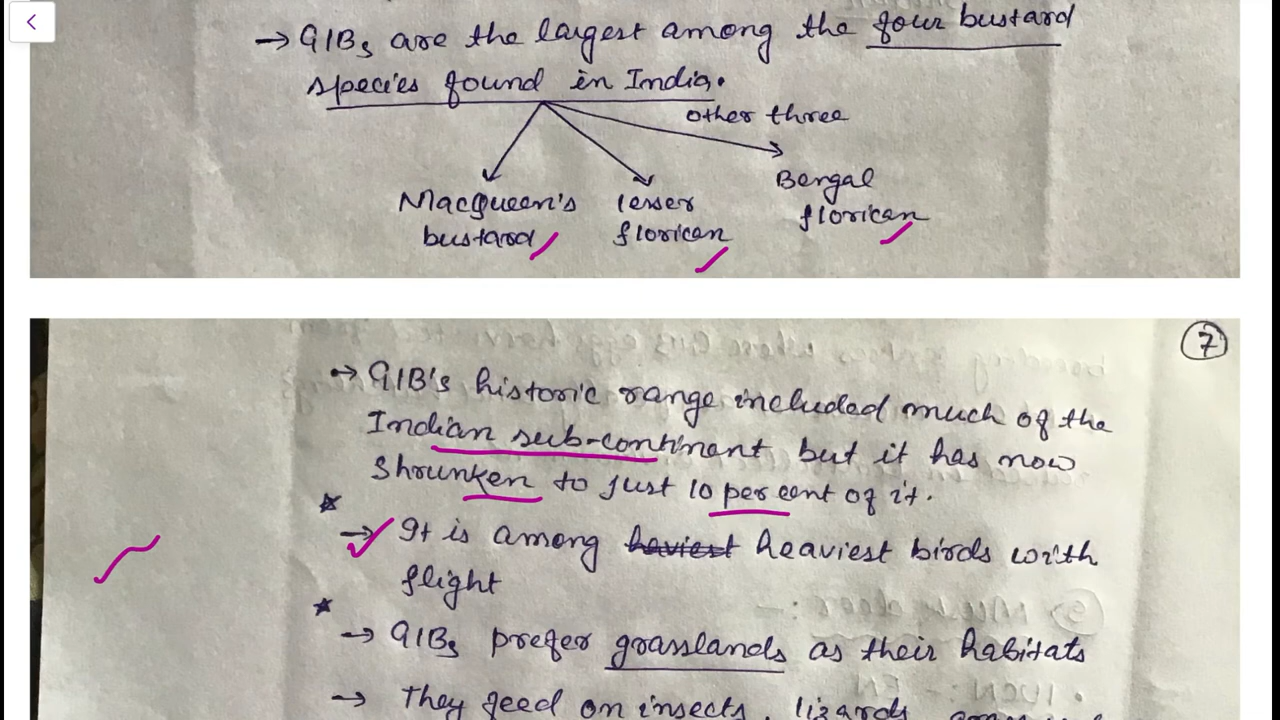 → GIBs are the largest among the four bustard
species found in India.
other three
Macqueen's
bustard
lesser
florican
Bengal
florican
7
→ GIB's historic range included much of the
Indian sub-continent but it has now
shrunken to just 10 per cent of it.
→ It is among haviest heaviest birds with
flight
→ GIBs prefer grasslands as their habitats
→ They feed on insects, lizards,